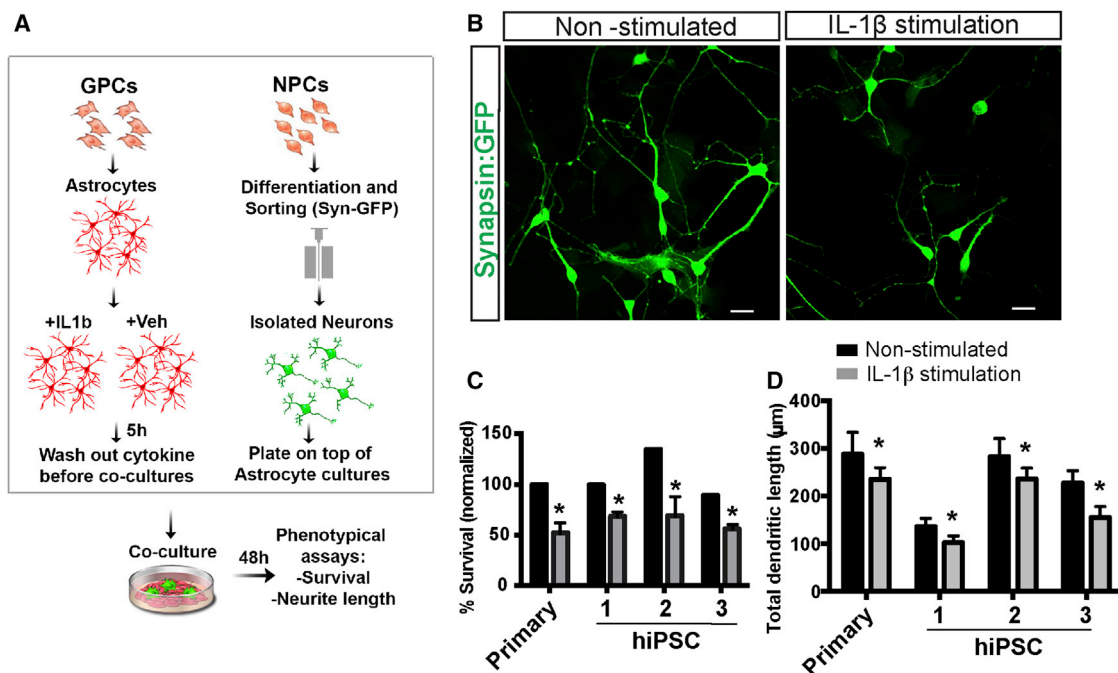 A
GPCs
NPCs
Astrocytes
Differentiation and
Sorting (Syn-GFP)
+IL1b
+Veh
Isolated Neurons
5h
Wash out cytokine
before co-cultures
Plate on top of
Astrocyte cultures
Co-culture
48h
Phenotypical
assays:
-Survival
-Neurite length
B
Non -stimulated
IL-1β stimulation
Synapsin:GFP
Non-stimulated
IL-1β stimulation
C
% Survival (normalized)
150
100
50
0
Primary
1
2
3
hiPSC
*
*
*
*
D
Total dendritic length (μm)
400
300
200
100
0
Primary
1
2
3
hiPSC
*
*
*
*